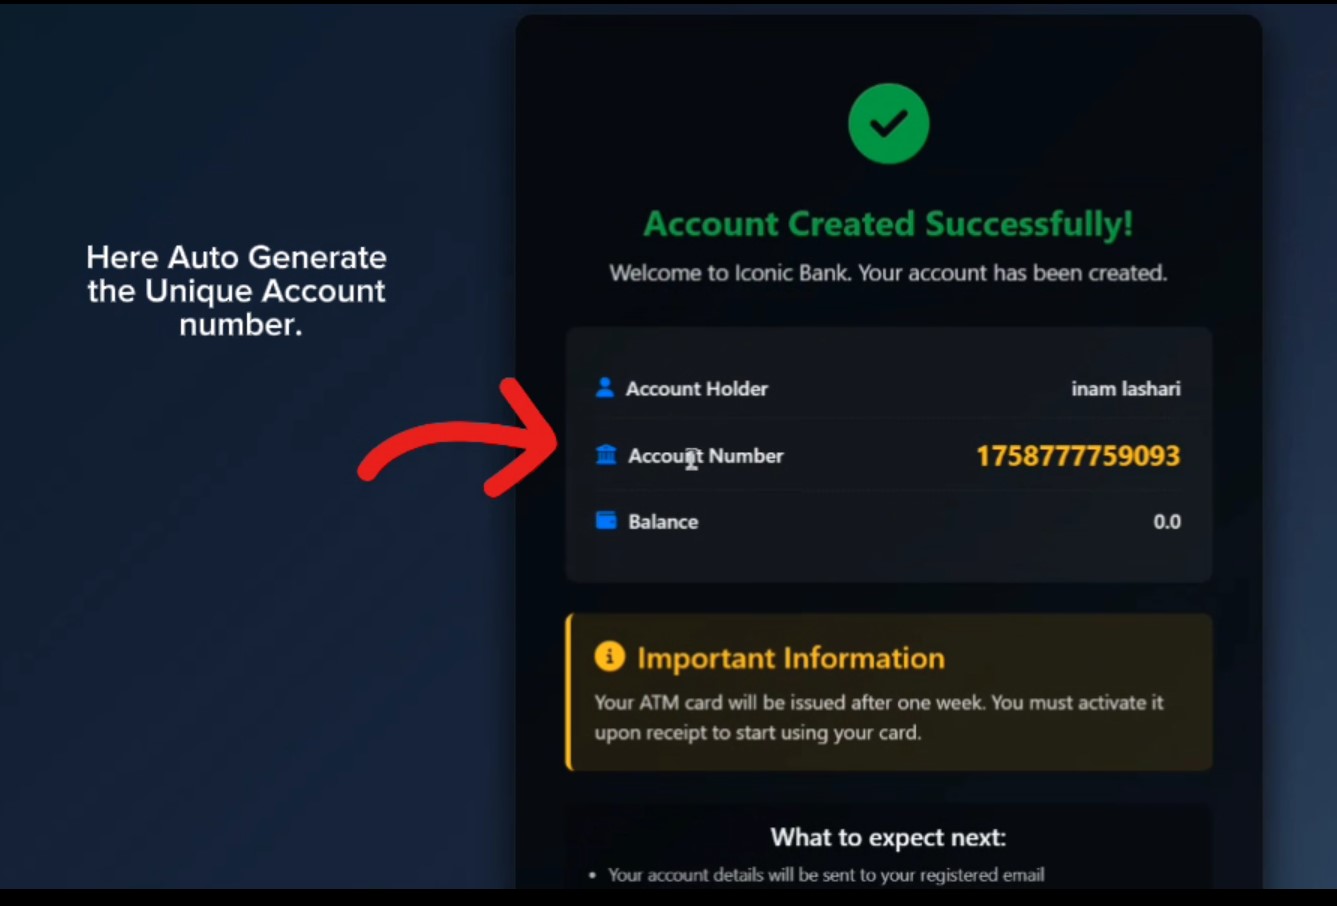 Here Auto Generate
the Unique Account
number.
Account Created Successfully!
Welcome to Iconic Bank. Your account has been created.
Account Holder
inam lashari
Account Number
1758777759093
Balance
0.0
Important Information
Your ATM card will be issued after one week. You must activate it
upon receipt to start using your card.
What to expect next:
• Your account details will be sent to your registered email